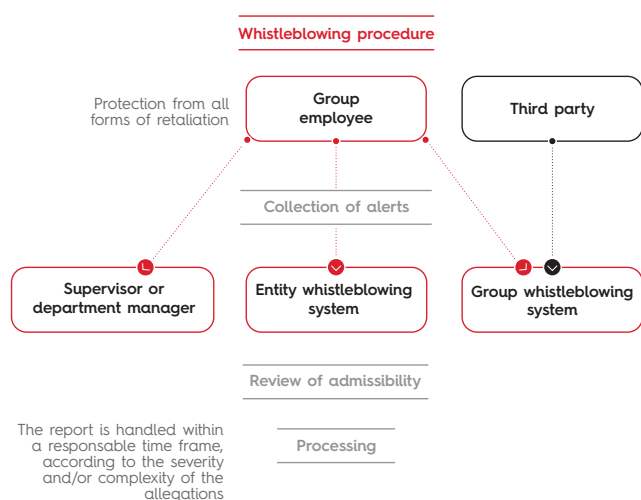 Whistleblowing procedure
Protection from all
forms of retaliation
Group
employee
Third party
Collection of alerts
Supervisor or
department manager
Entity whistleblowing
system
Group whistleblowing
system
Review of admissibility
The report is handled within
a responsable time frame,
according to the severity
and/or complexity of the
allegations
Processing